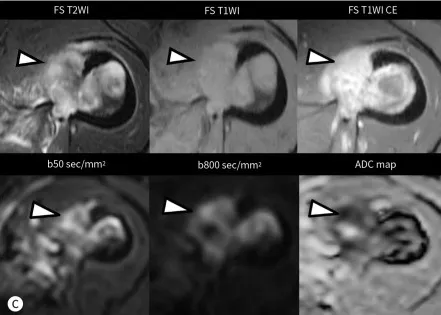 FS T2WI
FS T1WI
FS T1WI CE
b50 sec/mm²
b800 sec/mm²
ADC map
C